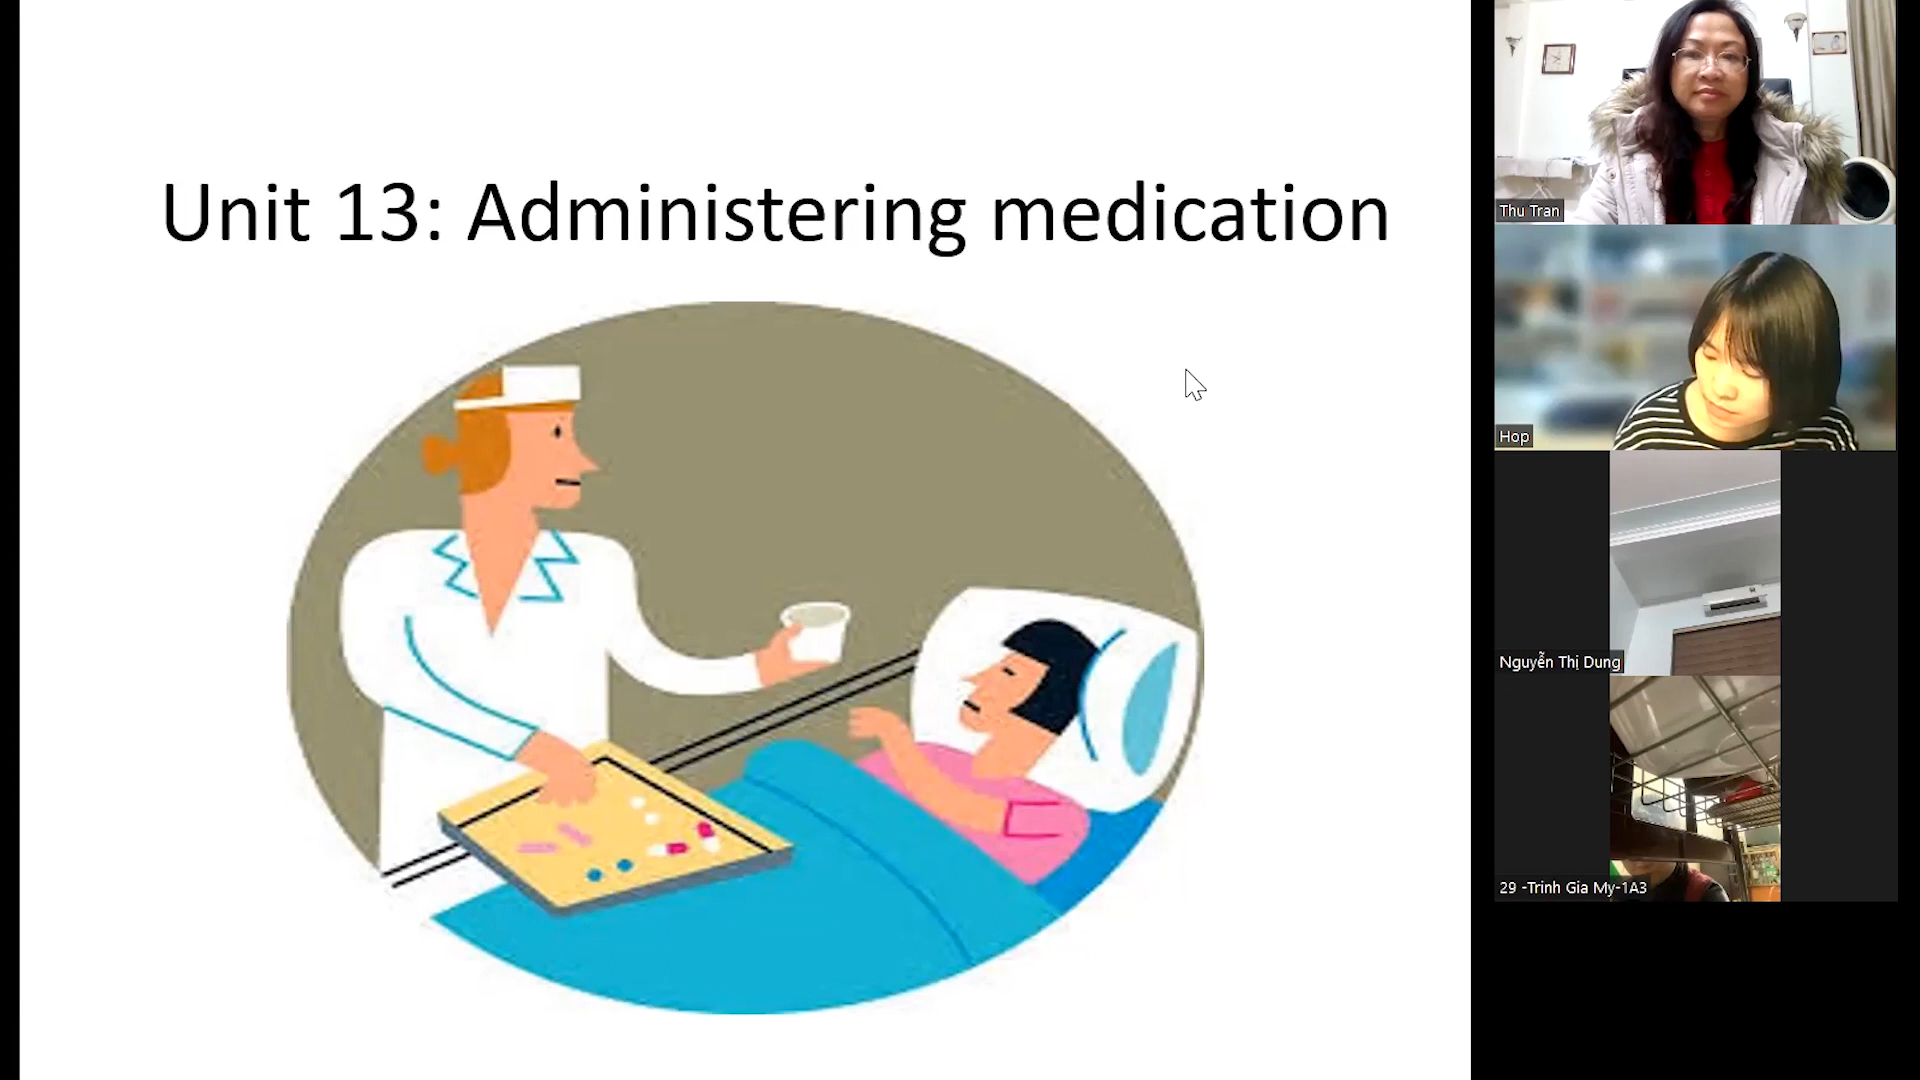 Unit 13: Administering medication
Thu Tran
Hop
Nguyễn Thị Dung
29 -Trinh Gia My-1A3